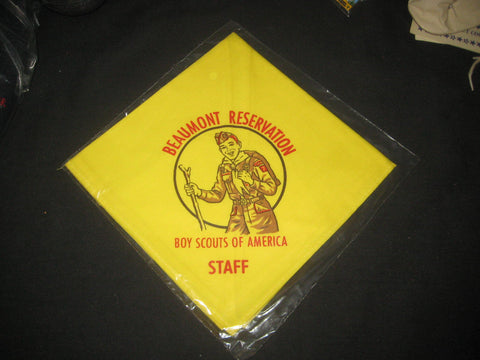 BEAUMONT RESERVATION
BOY SCOUTS OF AMERICA
STAFF